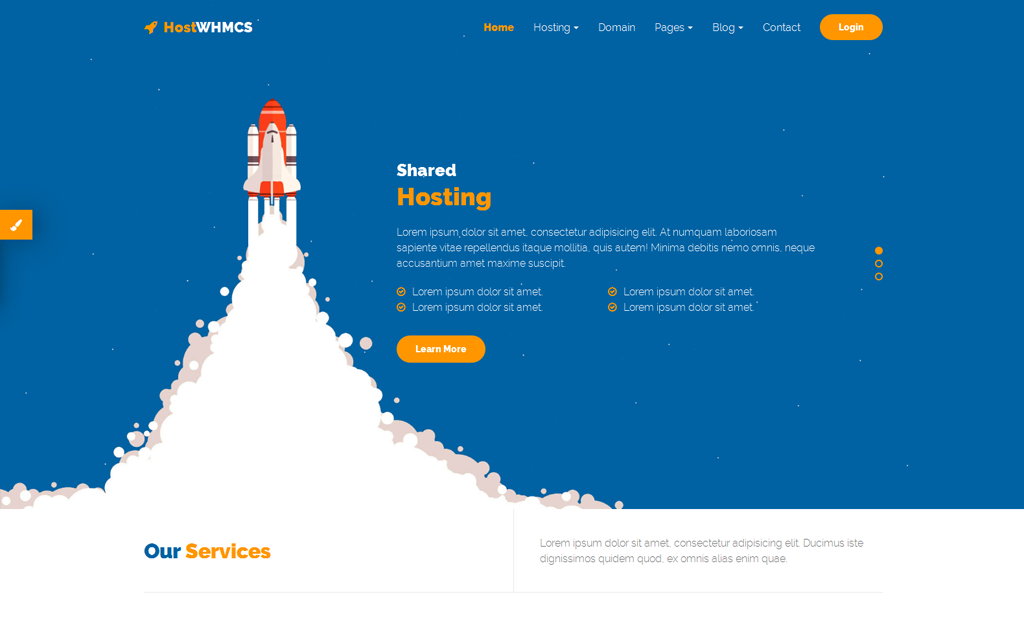 HostWHMCS
Home Hosting Domain Pages Blog Contact Login
Shared
Hosting
Lorem ipsum dolor sit amet, consectetur adipisicing elit. At numquam laboriosam
sapiente vitae repellendus itaque mollitia, quis autem! Minima debitis nemo omnis, neque
accusantium amet maxime suscipit.
Lorem ipsum dolor sit amet. Lorem ipsum dolor sit amet.
Lorem ipsum dolor sit amet. Lorem ipsum dolor sit amet.
Learn More
Our Services
Lorem ipsum dolor sit amet, consectetur adipisicing elit. Ducimus iste
dignissimos quidem quod, ex omnis alias enim quae.